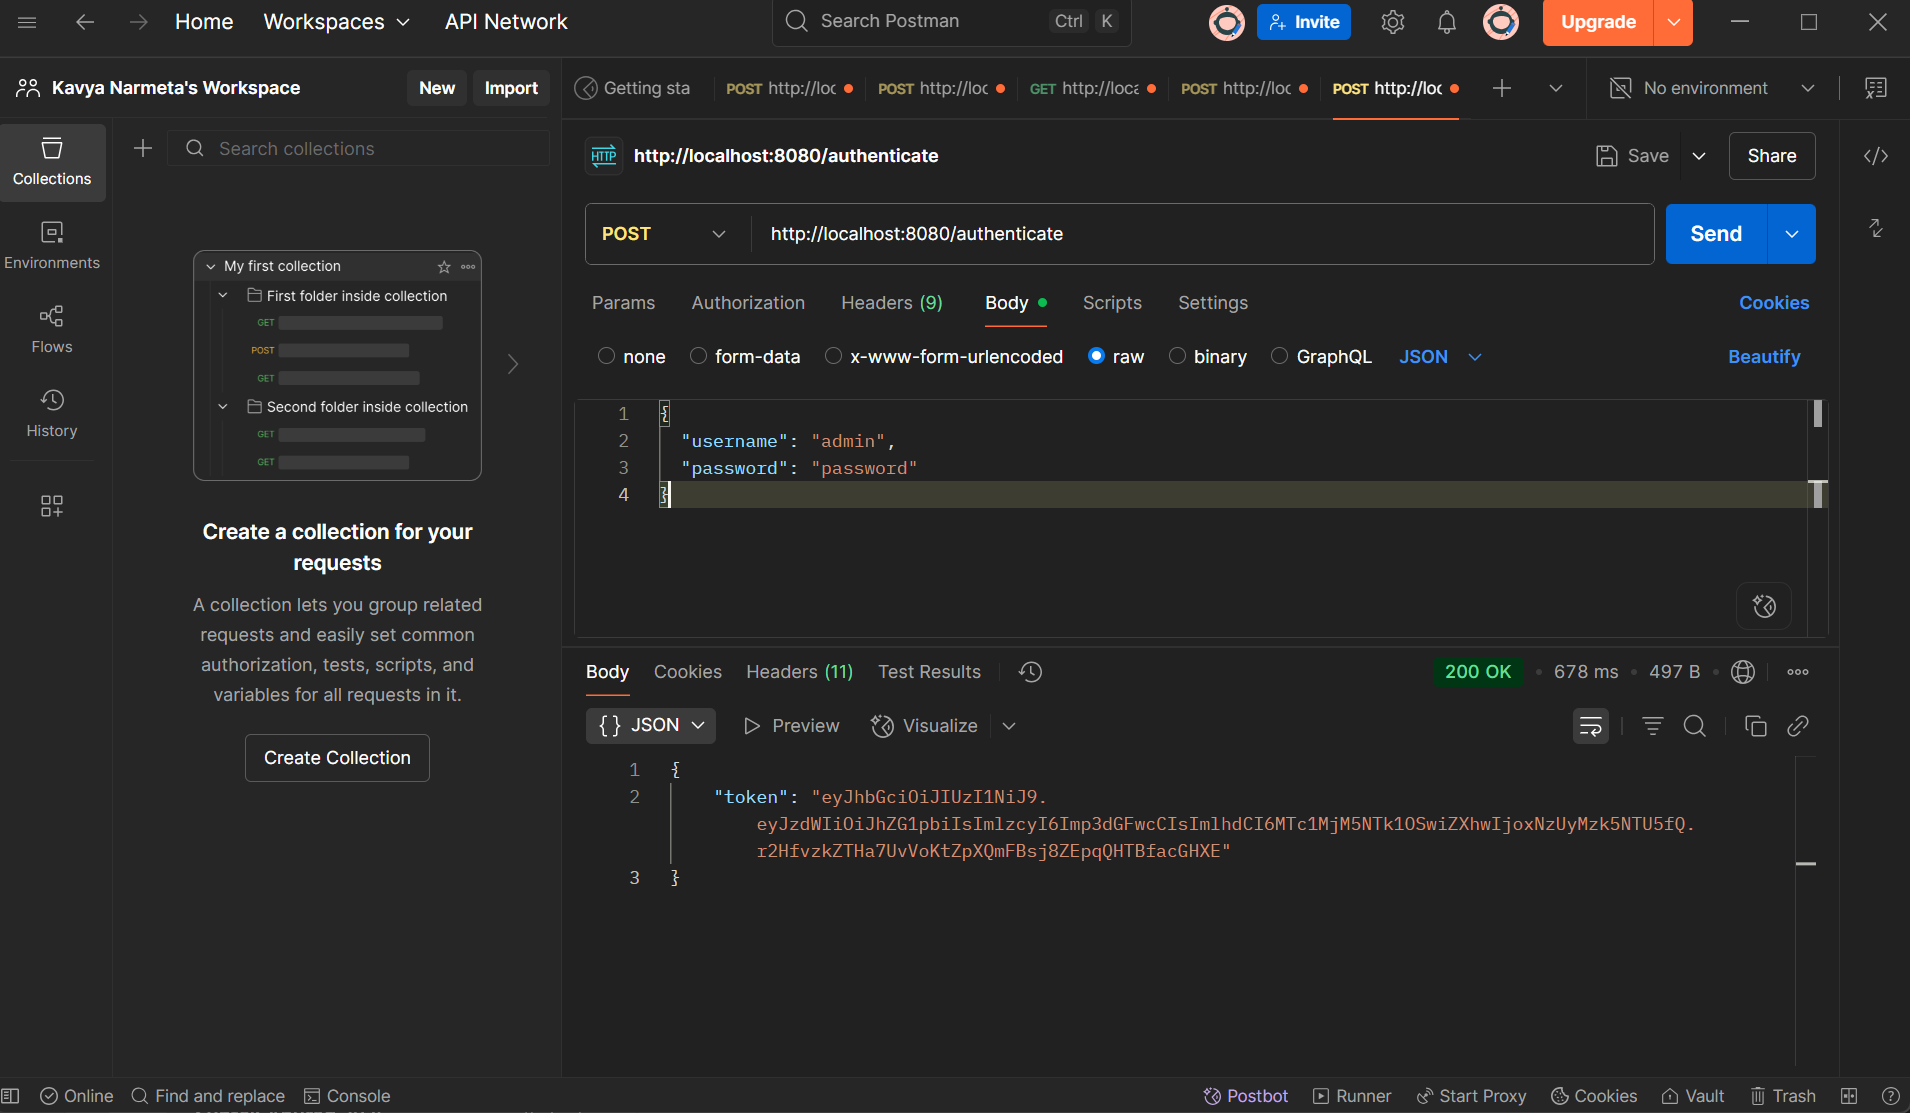 Home Workspaces API Network Search Postman Ctrl K Invite Upgrade
Kavya Narmeta's Workspace New Import Getting sta POST http://loc POST http://loc GET http://loca POST http://loc POST http://loc No environment
Search collections
Collections
Environments
Flows
History
My first collection
First folder inside collection
GET
POST
GET
Second folder inside collection
GET
GET
Create a collection for your
requests
A collection lets you group related
requests and easily set common
authorization, tests, scripts, and
variables for all requests in it.
Create Collection
HTTP http://localhost:8080/authenticate Save Share
POST http://localhost:8080/authenticate Send
Params Authorization Headers (9) Body Scripts Settings Cookies
none form-data x-www-form-urlencoded raw binary GraphQL JSON Beautify
1 {
2 "username": "admin",
3 "password": "password"
4 }
Body Cookies Headers (11) Test Results 200 OK • 678 ms • 497 B •
{} JSON Preview Visualize
1 {
2 "token": "eyJhbGciOiJIUzI1NiJ9.
eyJzdWIiOiJhZG1pbiIsImlzcyI6Imp3dGFwcCIsImlhdCI6MTc1MjM5NTk1OSwiZXhwIjoxNzUyMzk5NTU5fQ.
r2HfvzkZTHa7UvVoKtZpXQmFBsj8ZEpqQHTBfacGHXE"
3 }
Online Find and replace Console Postbot Runner Start Proxy Cookies Vault Trash